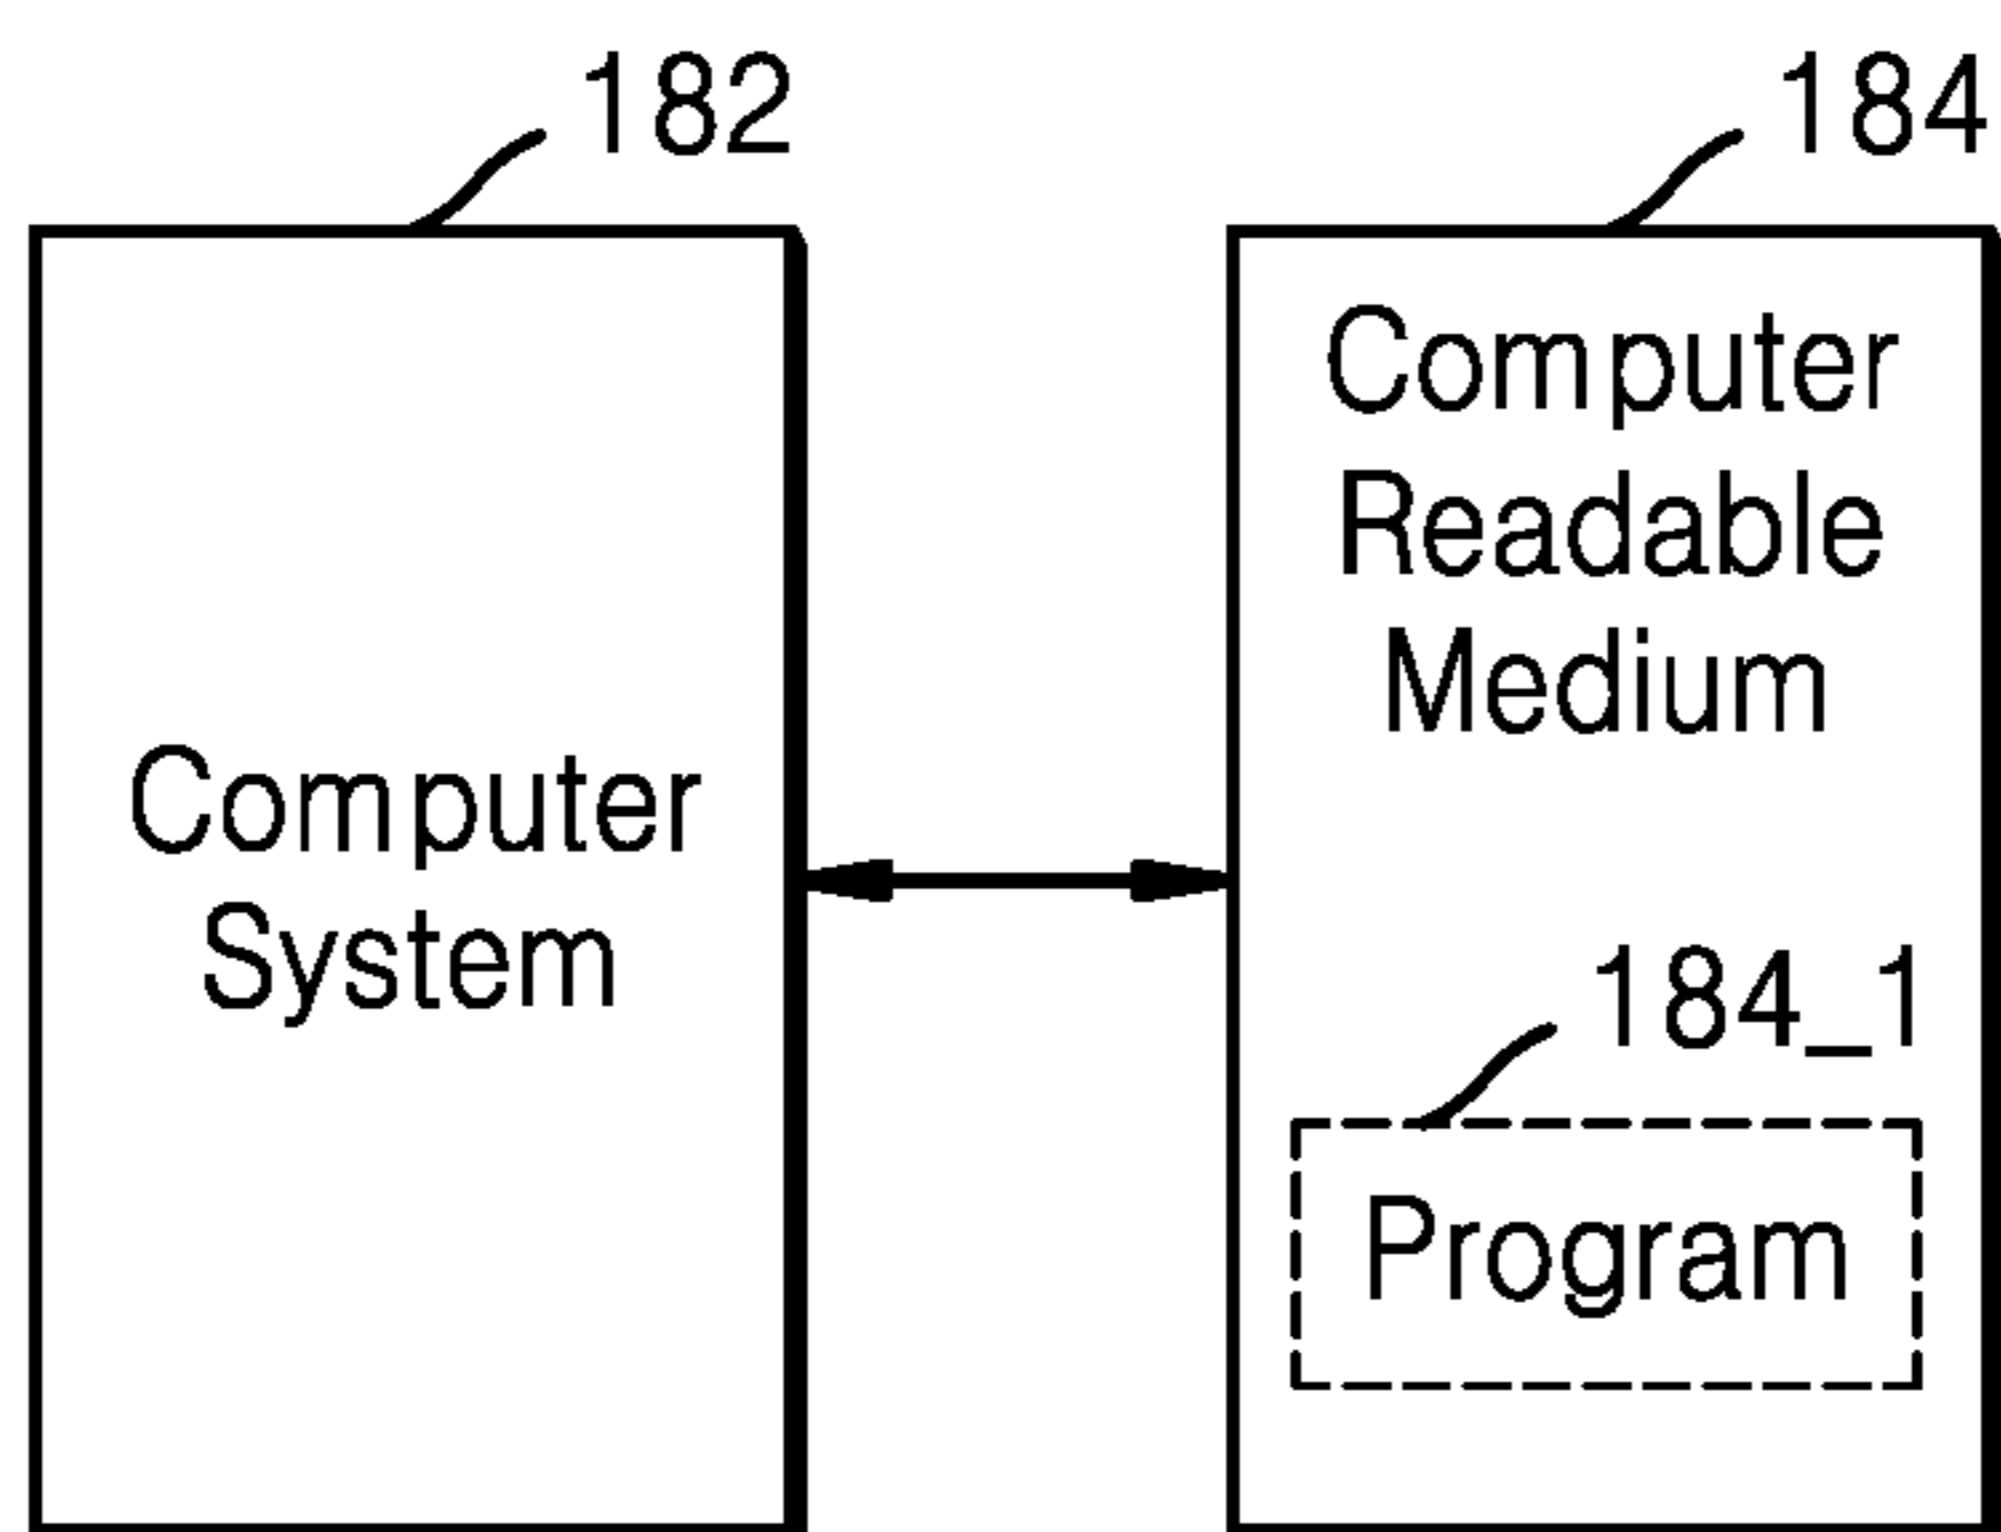 182
184
Computer
System
Computer
Readable
Medium
184_1
Program